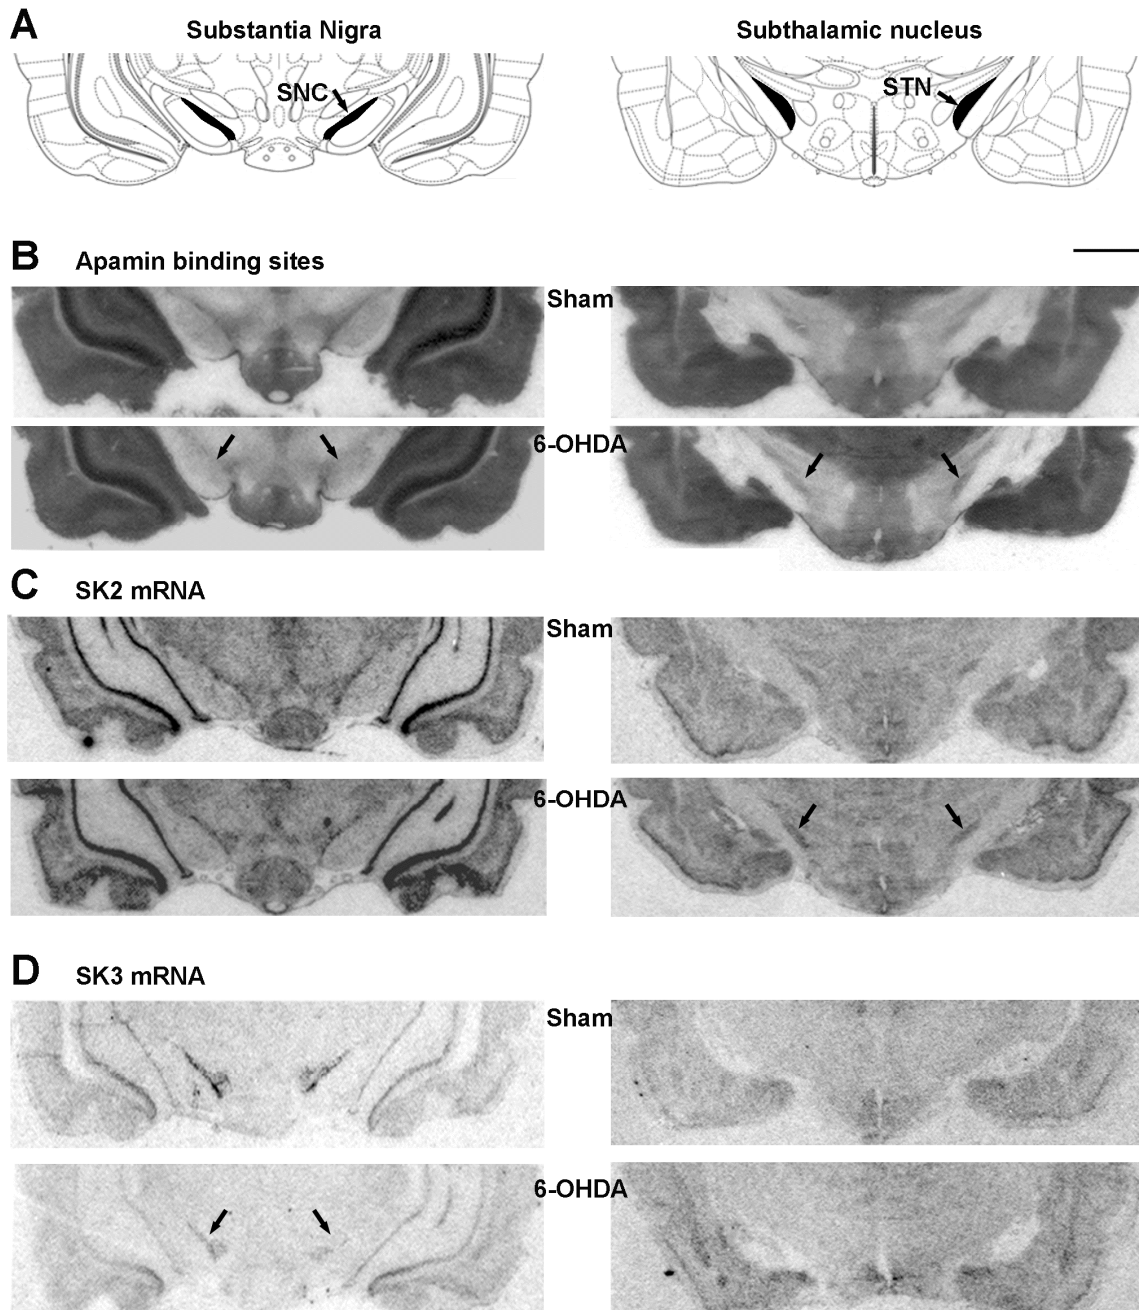 A
Substantia Nigra
Subthalamic nucleus
SNC
STN
B
Apamin binding sites
Sham
6-OHDA
C
SK2 mRNA
Sham
6-OHDA
D
SK3 mRNA
Sham
6-OHDA